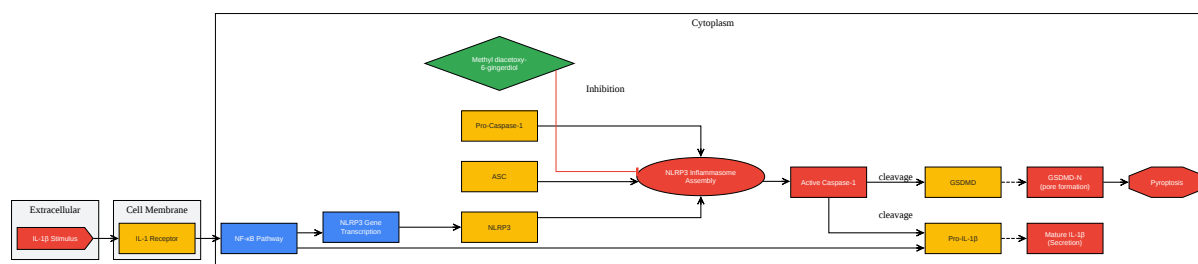 Cytoplasm
Methyl diacetoxy-
6-gingerdiol
Inhibition
Pro-Caspase-1
ASC
NLRP3 Inflammasome
Assembly
Active Caspase-1
cleavage
GSDMD
GSDMD-N
(pore formation)
Pyroptosis
Extracellular
IL-1β Stimulus
Cell Membrane
IL-1 Receptor
NF-κB Pathway
NLRP3 Gene
Transcription
NLRP3
cleavage
Pro-IL-1β
Mature IL-1β
(Secretion)